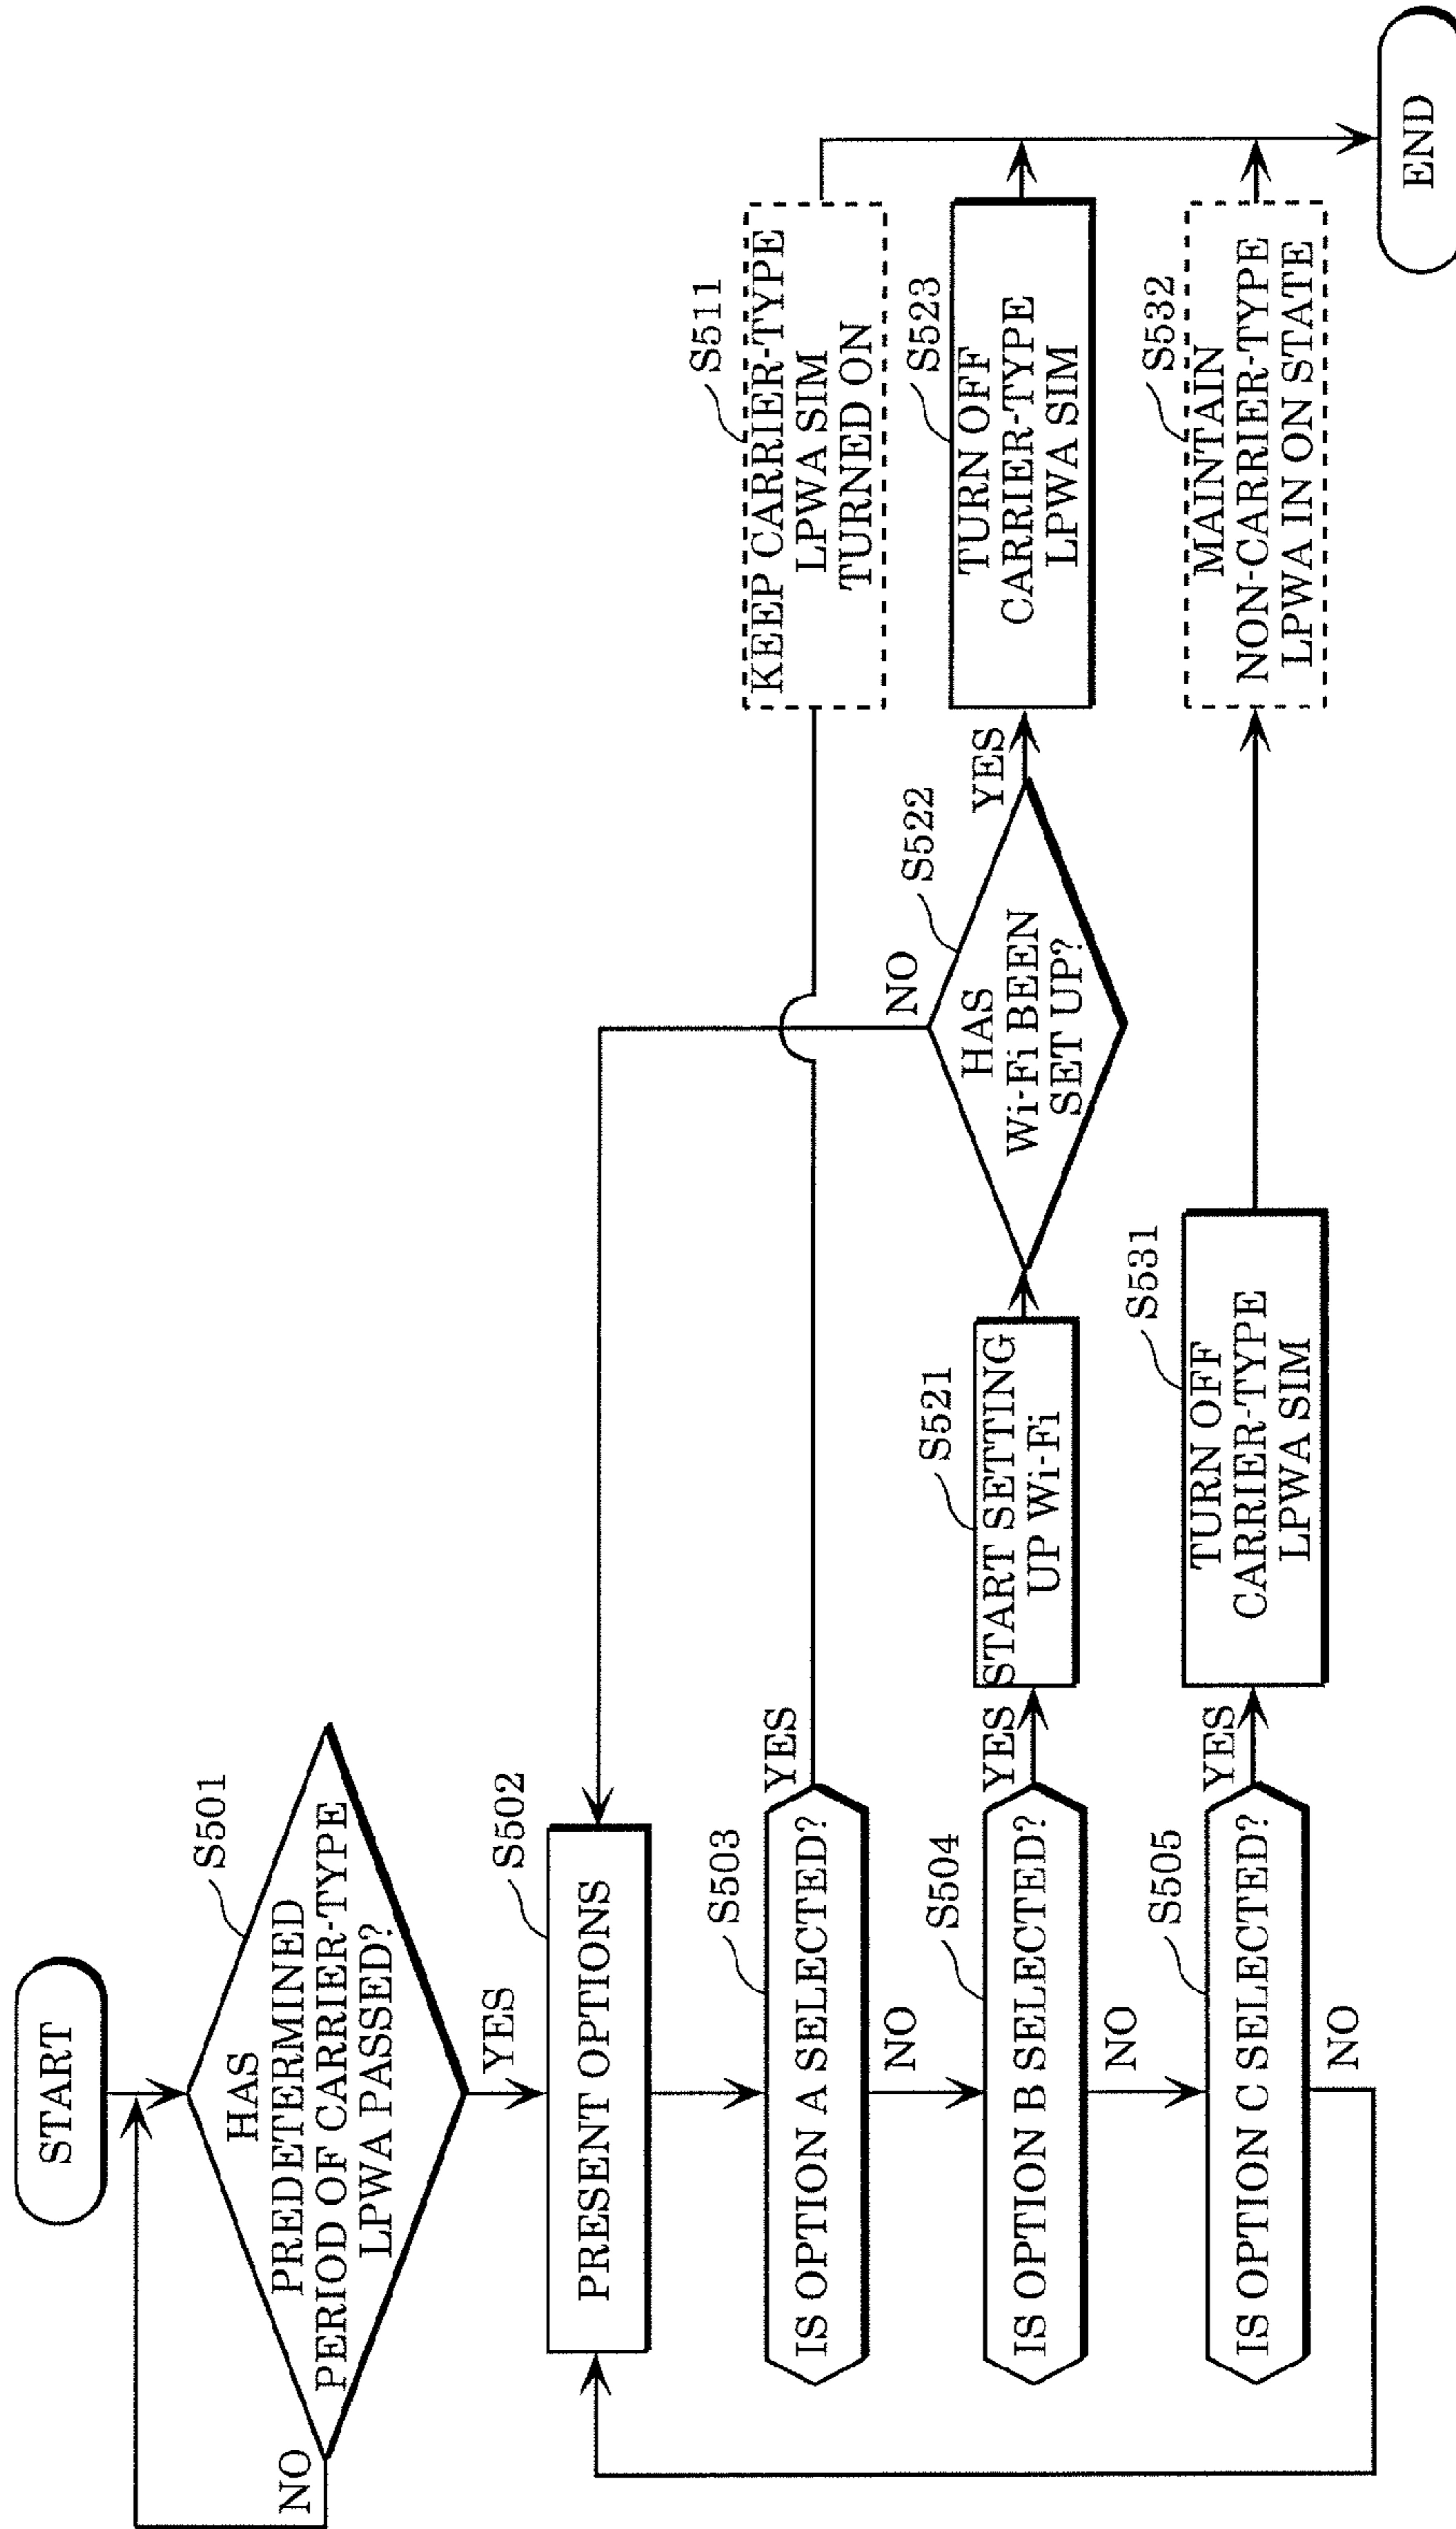 START
S501
HAS
PREDETERMINED
PERIOD OF CARRIER-TYPE
LPWA PASSED?
NO
YES
S502
PRESENT OPTIONS
S503
IS OPTION A SELECTED?
YES
NO
S511
KEEP CARRIER-TYPE
LPWA SIM
TURNED ON
S504
IS OPTION B SELECTED?
YES
NO
S521
START SETTING
UP Wi-Fi
S522
HAS
Wi-Fi BEEN
SET UP?
NO
YES
S523
TURN OFF
CARRIER-TYPE
LPWA SIM
S505
IS OPTION C SELECTED?
YES
NO
S531
TURN OFF
CARRIER-TYPE
LPWA SIM
S532
MAINTAIN
NON-CARRIER-TYPE
LPWA IN ON STATE
END